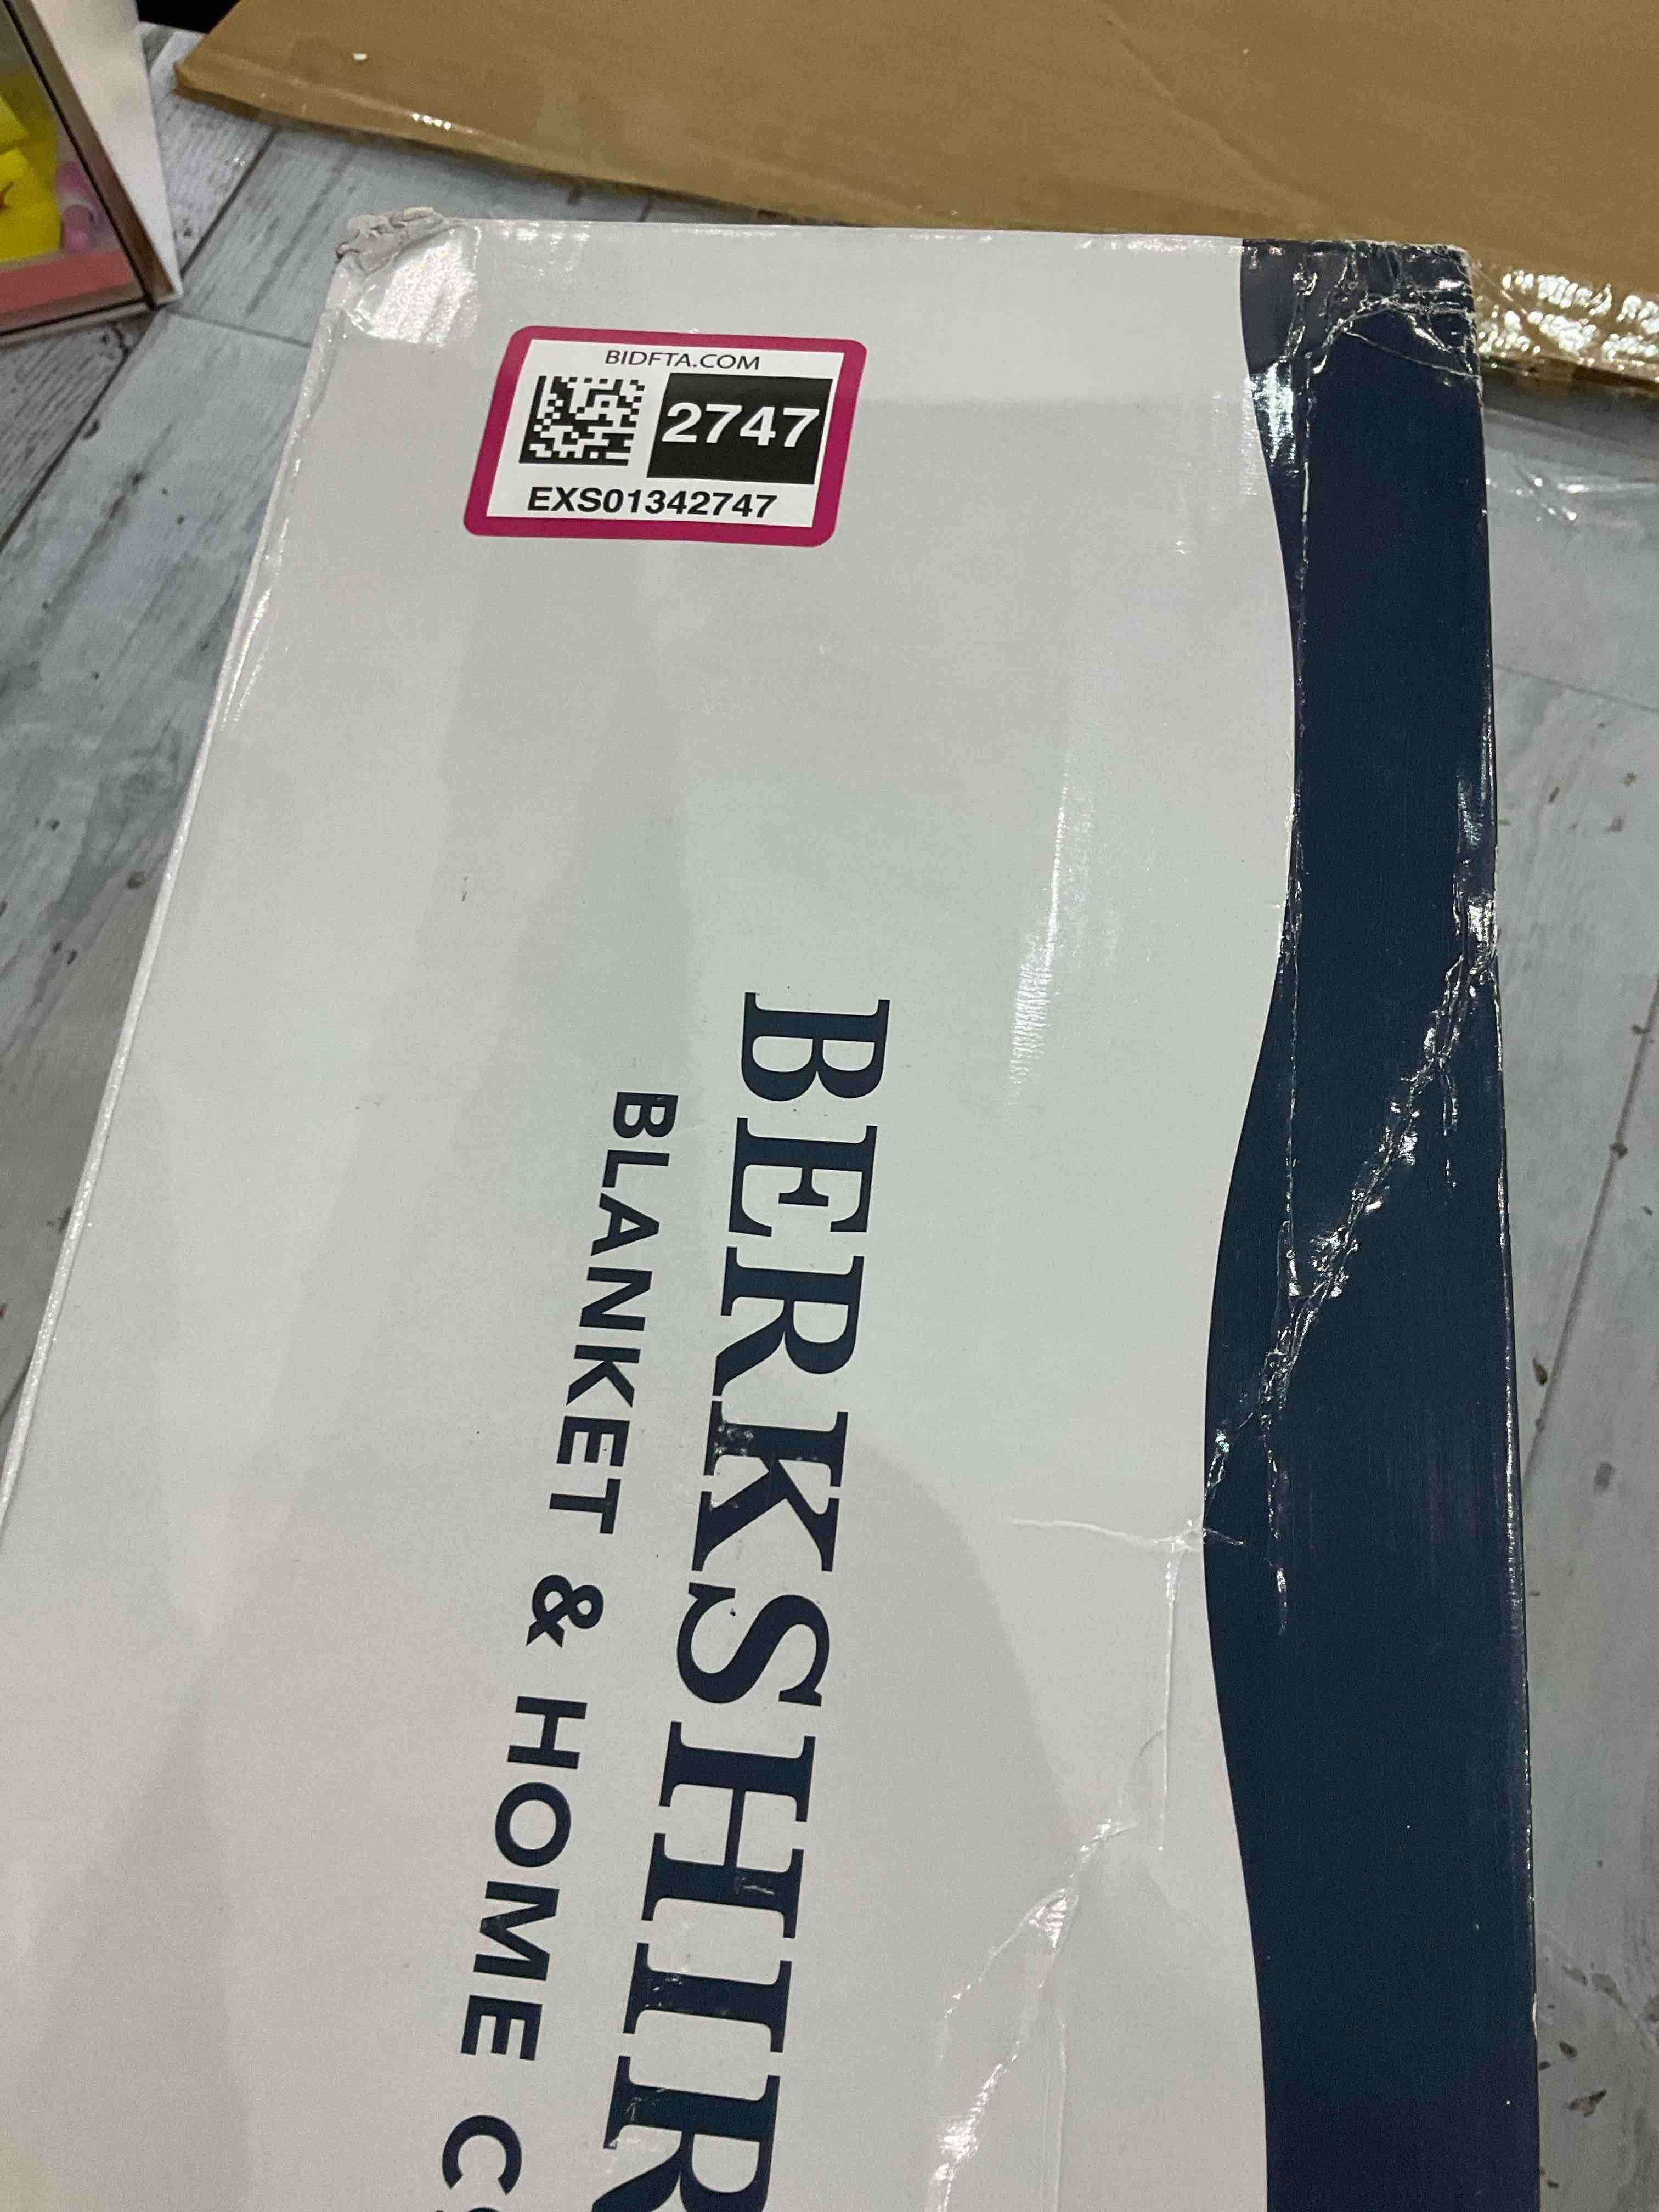 BIDFTA.COM
2747
EXS01342747
BERKSHIR
BLANKET & HOME C